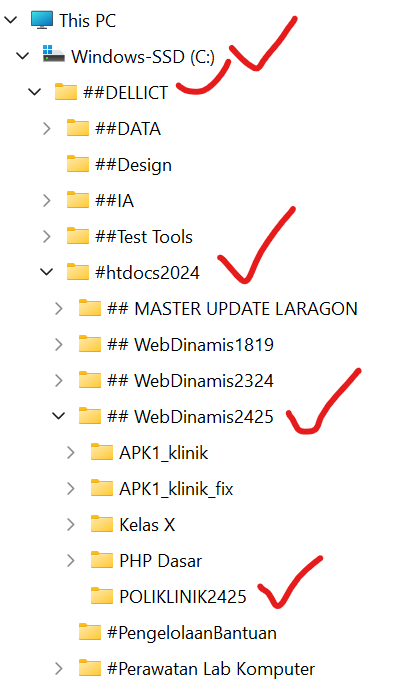 This PC
Windows-SSD (C:)
##DELLICT
##DATA
##Design
##IA
##Test Tools
#htdocs2024
## MASTER UPDATE LARAGON
## WebDinamis1819
## WebDinamis2324
## WebDinamis2425
APK1_klinik
APK1_klinik_fix
Kelas X
PHP Dasar
POLIKLINIK2425
#PengelolaanBantuan
#Perawatan Lab Komputer